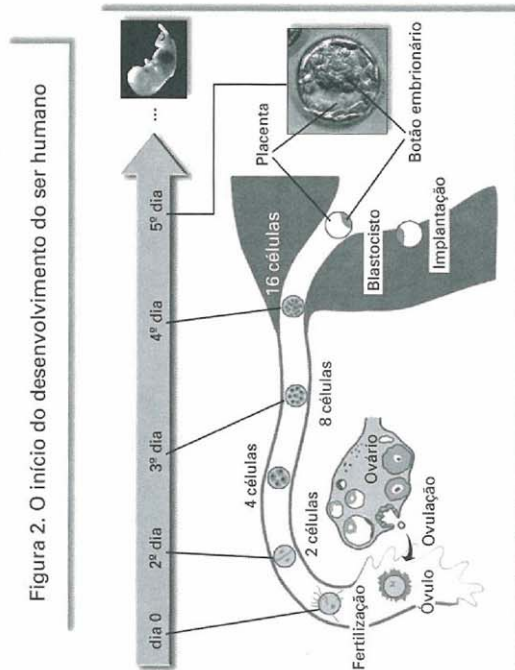 Figura 2. O início do desenvolvimento do ser humano
dia 0
2º dia
3º dia
4º dia
5º dia
...
Fertilização
2 células
4 células
8 células
16 células
Placenta
Botão embrionário
Blastocisto
Implantação
Ovário
Ovulação
Óvulo